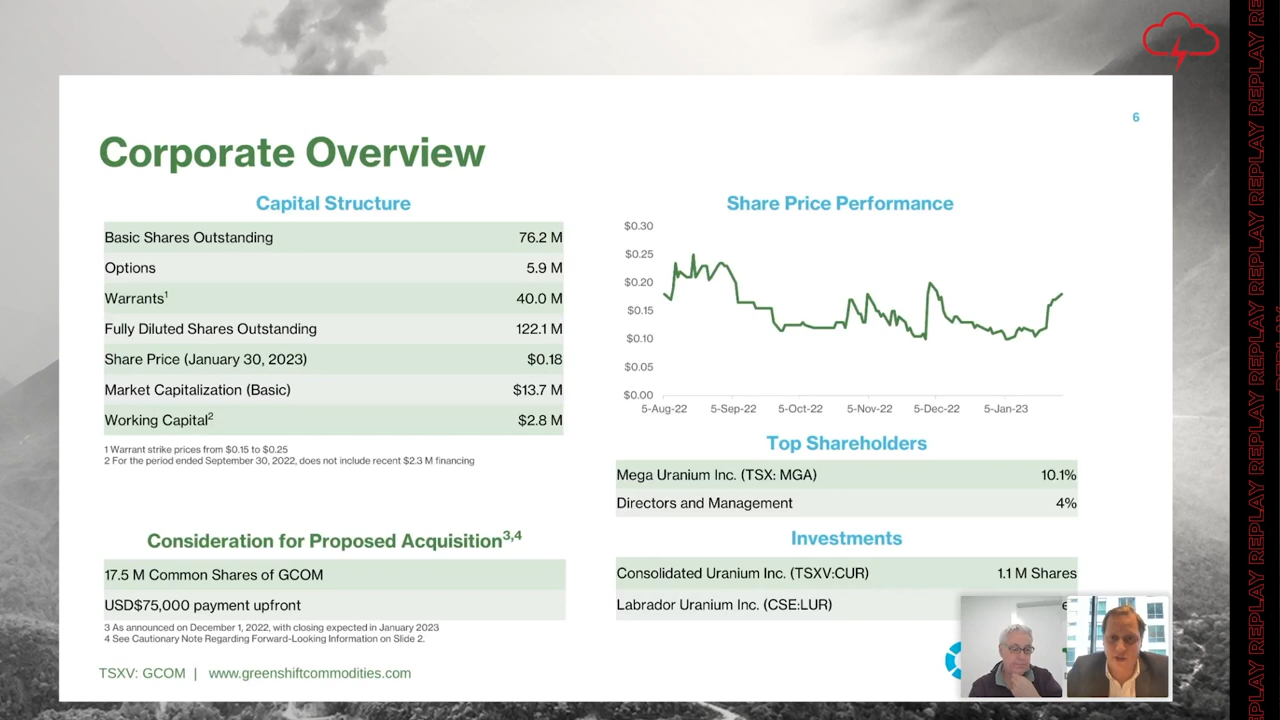 6
Corporate Overview
Capital Structure
Basic Shares Outstanding 76.2 M
Options 5.9 M
Warrants1 40.0 M
Fully Diluted Shares Outstanding 122.1 M
Share Price (January 30, 2023) $0.18
Market Capitalization (Basic) $13.7 M
Working Capital2 $2.8 M
1 Warrant strike prices from $0.15 to $0.25
2 For the period ended September 30, 2022, does not include recent $2.3 M financing
Consideration for Proposed Acquisition3,4
17.5 M Common Shares of GCOM
USD$75,000 payment upfront
3 As announced on December 1, 2022, with closing expected in January 2023
4 See Cautionary Note Regarding Forward-Looking Information on Slide 2.
TSXV: GCOM | www.greenshiftcommodities.com
Share Price Performance
$0.30
$0.25
$0.20
$0.15
$0.10
$0.05
$0.00
5-Aug-22 5-Sep-22 5-Oct-22 5-Nov-22 5-Dec-22 5-Jan-23
Top Shareholders
Mega Uranium Inc. (TSX: MGA) 10.1%
Directors and Management 4%
Investments
Consolidated Uranium Inc. (TSXV:CUR) 1.1 M Shares
Labrador Uranium Inc. (CSE:LUR)
REPLAY REPLAY REPLAY REPLAY REPLAY REPLAY REPLAY REPLAY